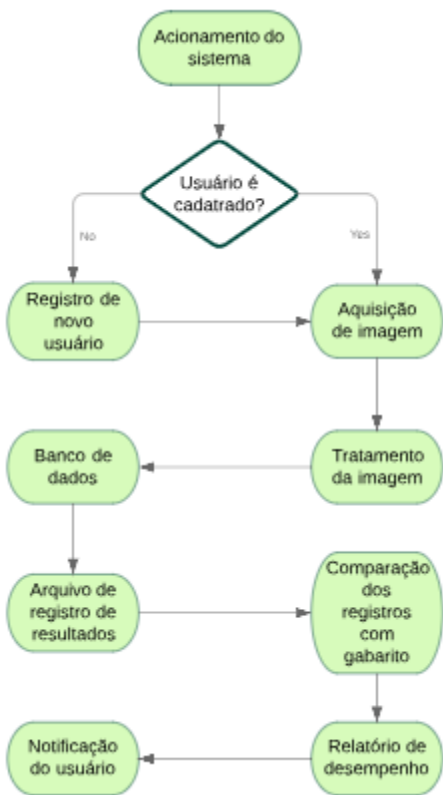 Acionamento do
sistema
Usuário é
cadatrado?
No
Yes
Registro de
novo
usuário
Aquisição
de imagem
Banco de
dados
Tratamento
da imagem
Arquivo de
registro de
resultados
Comparação
dos
registros
com
gabarito
Notificação
do usuário
Relatório de
desempenho